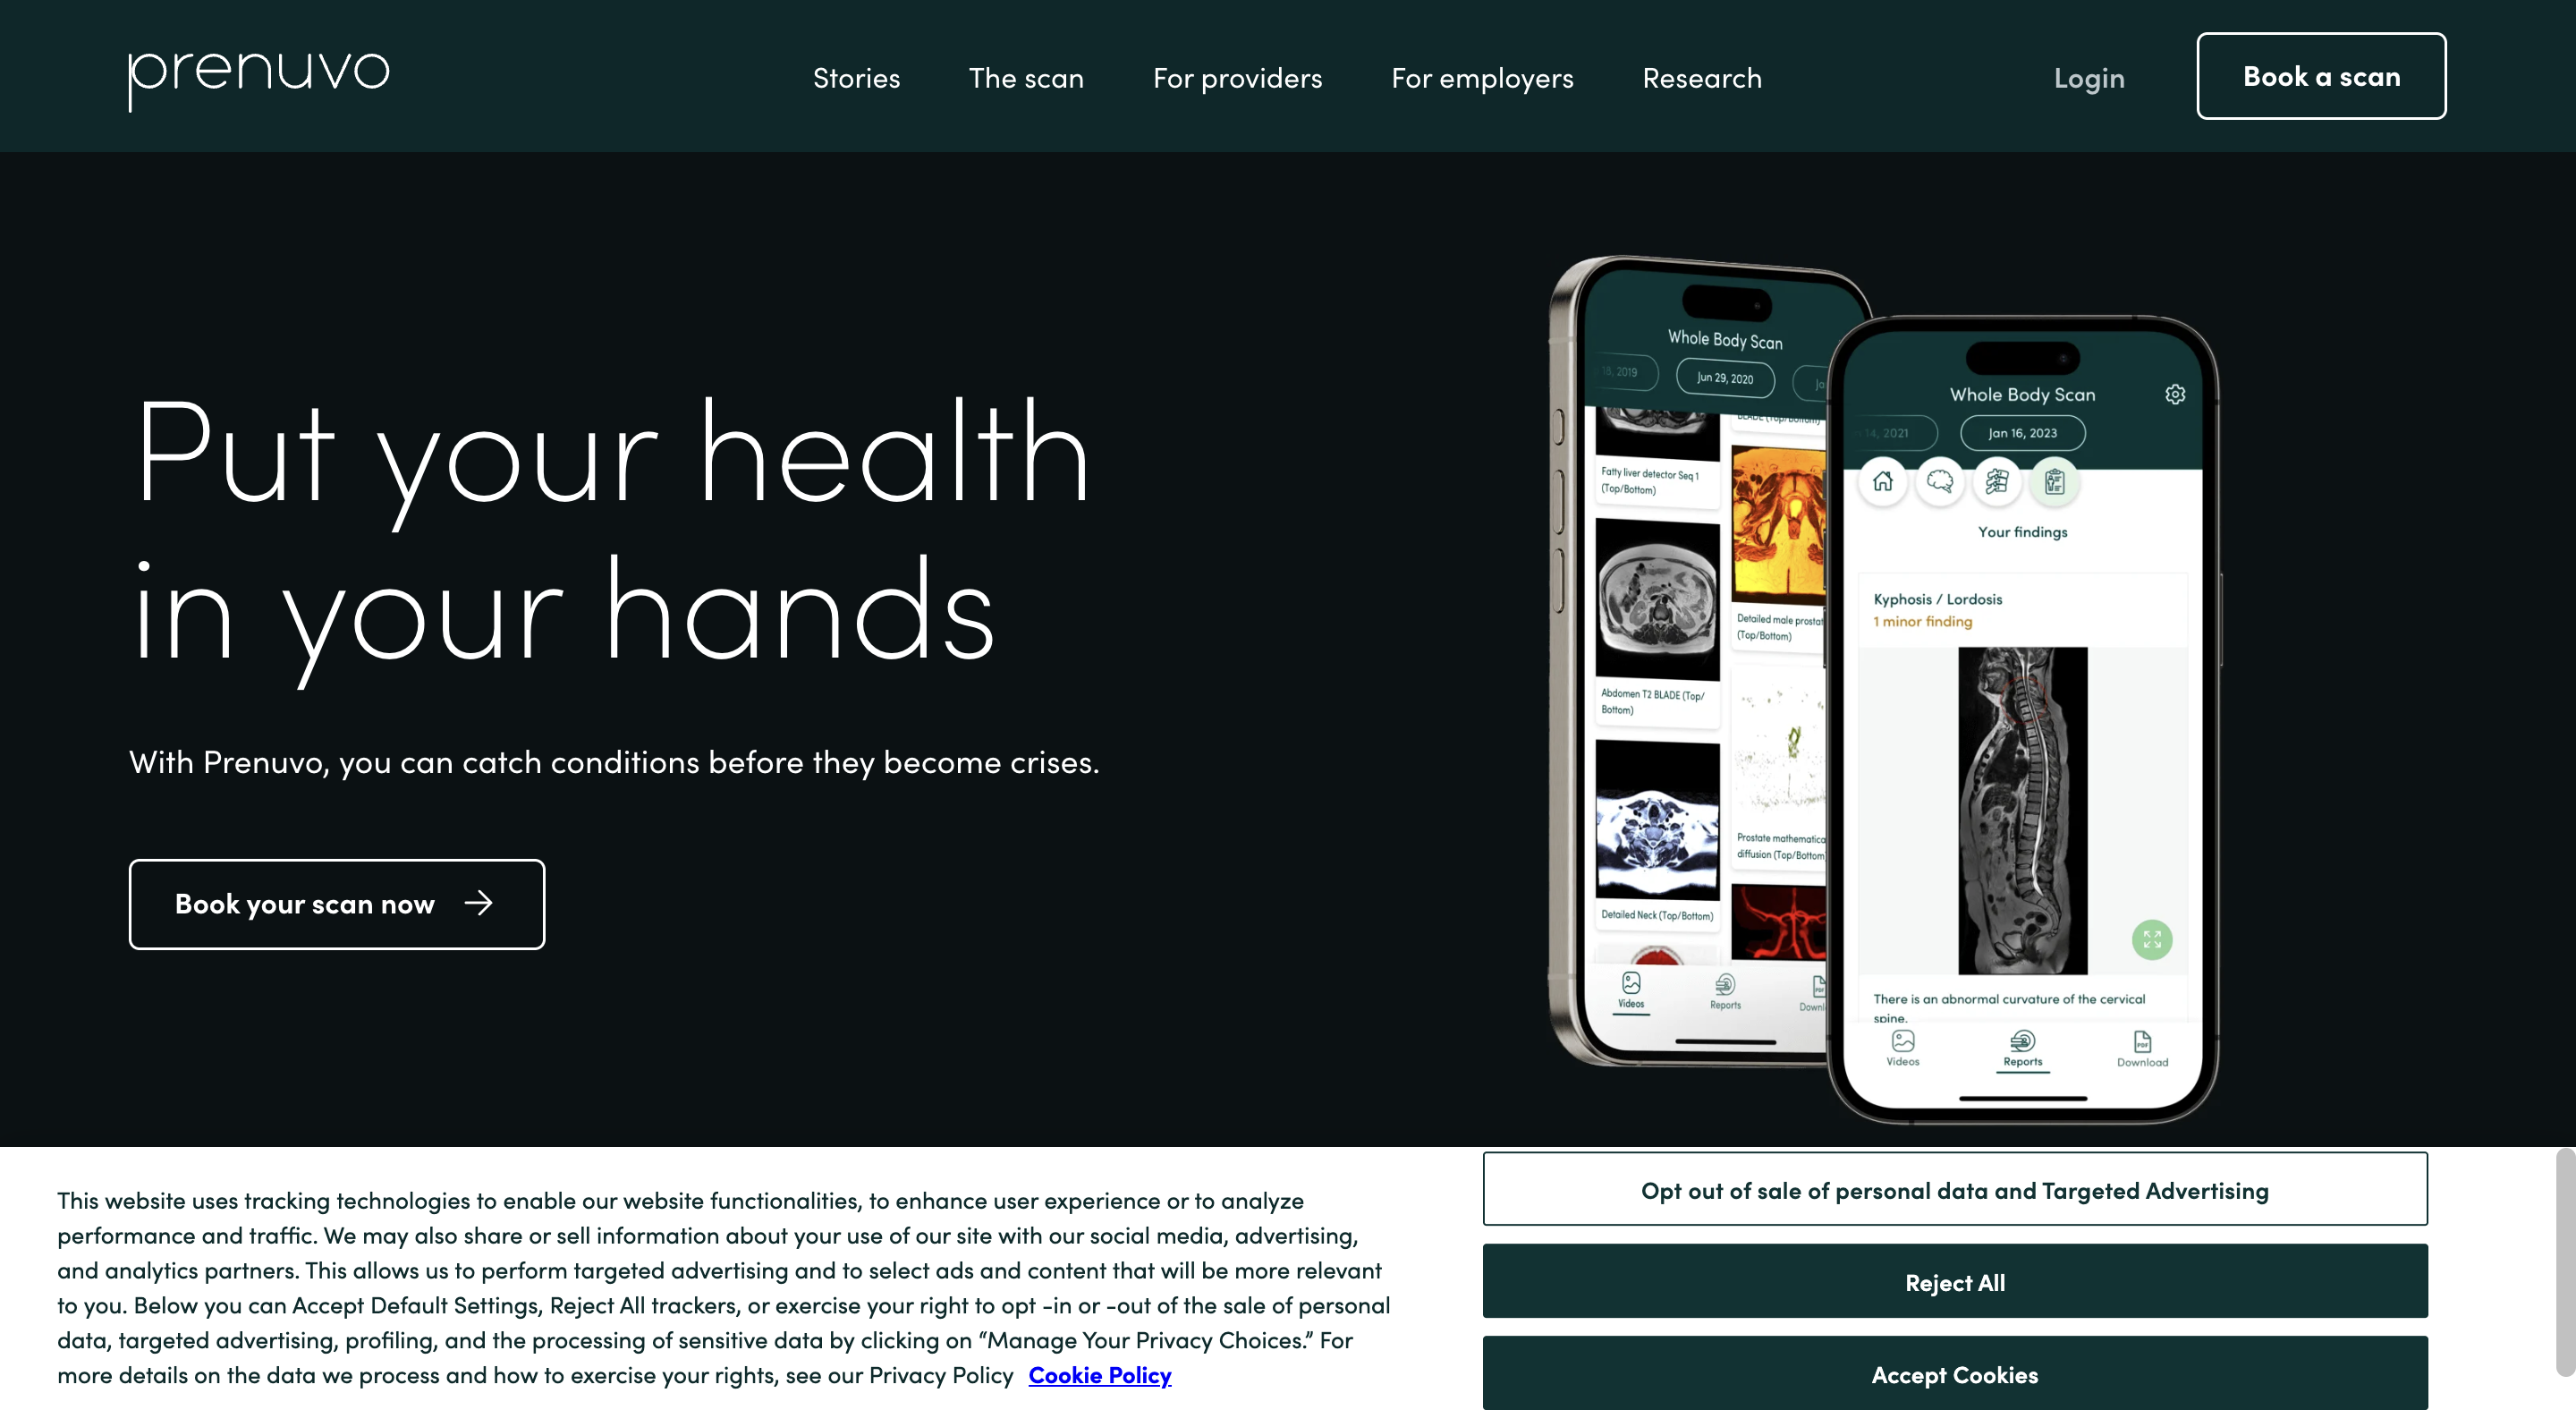 prenuvo
Stories
The scan
For providers
For employers
Research
Login
Book a scan
Put your health
in your hands
With Prenuvo, you can catch conditions before they become crises.
Book your scan now
Whole Body Scan
18, 2019
Jun 29, 2020
Fatty liver detector Seq 1
(Top/Bottom)
Abdomen T2 BLADE (Top/
Bottom)
Detailed Neck (Top/Bottom)
BLADE (Top/Bottom)
Detailed male prostat
(Top/Bottom)
Prostate mathematica
diffusion (Top/Bottom
Videos
Reports
Downl
Whole Body Scan
14, 2021
Jan 16, 2023
Your findings
Kyphosis / Lordosis
1 minor finding
There is an abnormal curvature of the cervical
spine.
Videos
Reports
PDF
Download
This website uses tracking technologies to enable our website functionalities, to enhance user experience or to analyze
performance and traffic. We may also share or sell information about your use of our site with our social media, advertising,
and analytics partners. This allows us to perform targeted advertising and to select ads and content that will be more relevant
to you. Below you can Accept Default Settings, Reject All trackers, or exercise your right to opt -in or -out of the sale of personal
data, targeted advertising, profiling, and the processing of sensitive data by clicking on “Manage Your Privacy Choices.” For
more details on the data we process and how to exercise your rights, see our Privacy Policy Cookie Policy
Opt out of sale of personal data and Targeted Advertising
Reject All
Accept Cookies